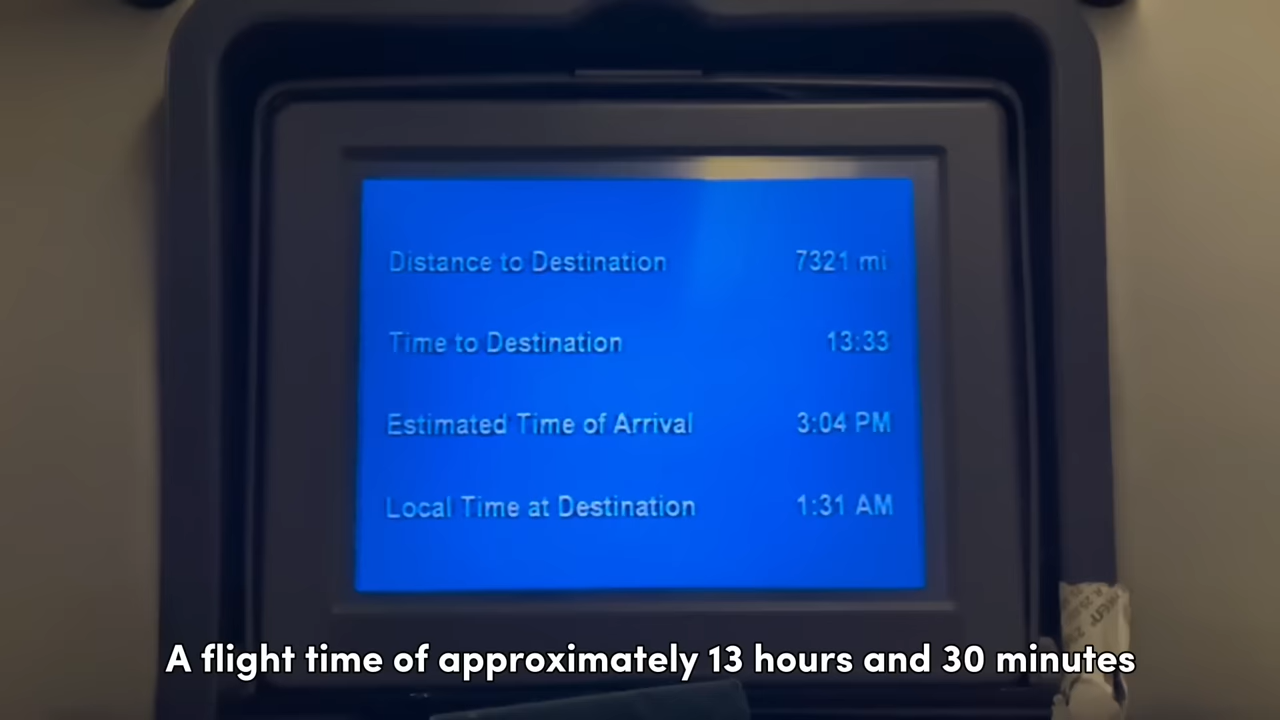 Distance to Destination 7321 mi
Time to Destination 13:33
Estimated Time of Arrival 3:04 PM
Local Time at Destination 1:31 AM
A flight time of approximately 13 hours and 30 minutes